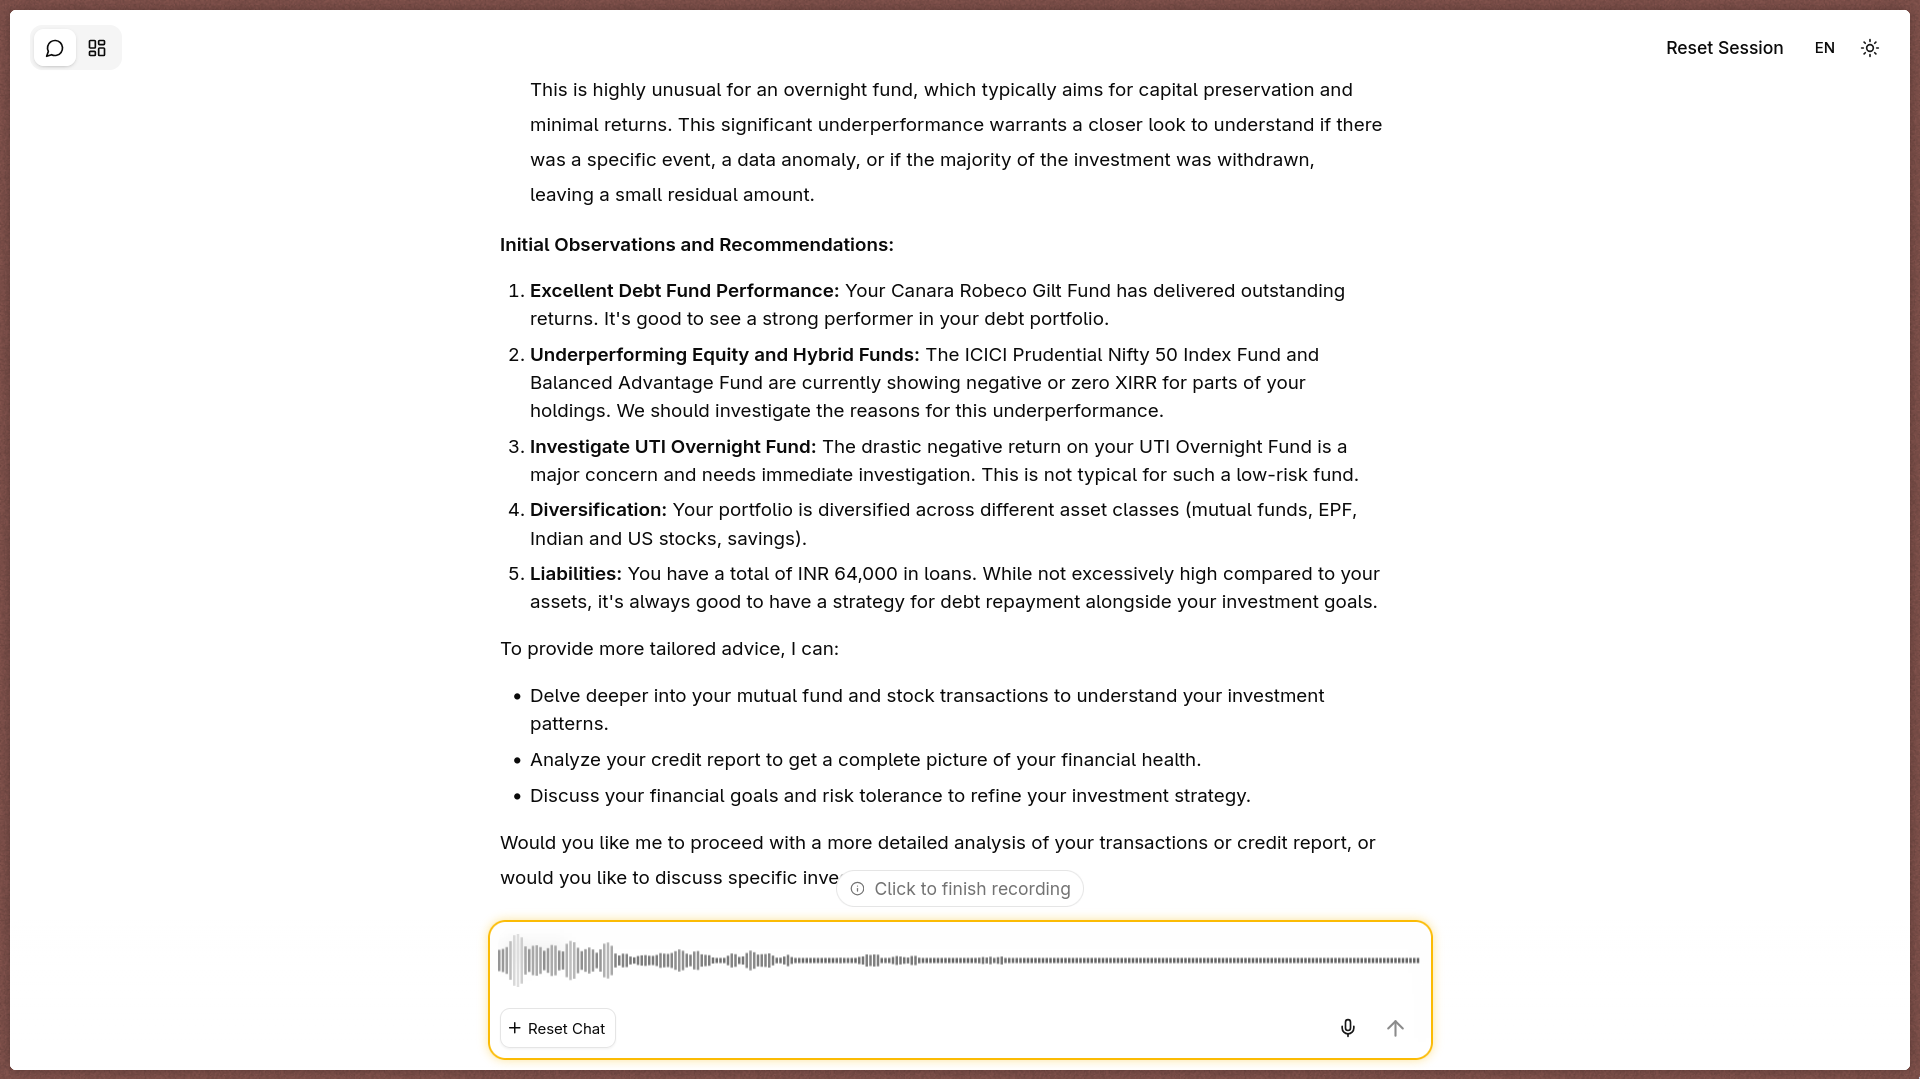 Reset Session
EN
This is highly unusual for an overnight fund, which typically aims for capital preservation and
minimal returns. This significant underperformance warrants a closer look to understand if there
was a specific event, a data anomaly, or if the majority of the investment was withdrawn,
leaving a small residual amount.
Initial Observations and Recommendations:
1. Excellent Debt Fund Performance: Your Canara Robeco Gilt Fund has delivered outstanding
returns. It's good to see a strong performer in your debt portfolio.
2. Underperforming Equity and Hybrid Funds: The ICICI Prudential Nifty 50 Index Fund and
Balanced Advantage Fund are currently showing negative or zero XIRR for parts of your
holdings. We should investigate the reasons for this underperformance.
3. Investigate UTI Overnight Fund: The drastic negative return on your UTI Overnight Fund is a
major concern and needs immediate investigation. This is not typical for such a low-risk fund.
4. Diversification: Your portfolio is diversified across different asset classes (mutual funds, EPF,
Indian and US stocks, savings).
5. Liabilities: You have a total of INR 64,000 in loans. While not excessively high compared to your
assets, it's always good to have a strategy for debt repayment alongside your investment goals.
To provide more tailored advice, I can:
• Delve deeper into your mutual fund and stock transactions to understand your investment
patterns.
• Analyze your credit report to get a complete picture of your financial health.
• Discuss your financial goals and risk tolerance to refine your investment strategy.
Would you like me to proceed with a more detailed analysis of your transactions or credit report, or
would you like to discuss specific inve
Click to finish recording
+ Reset Chat